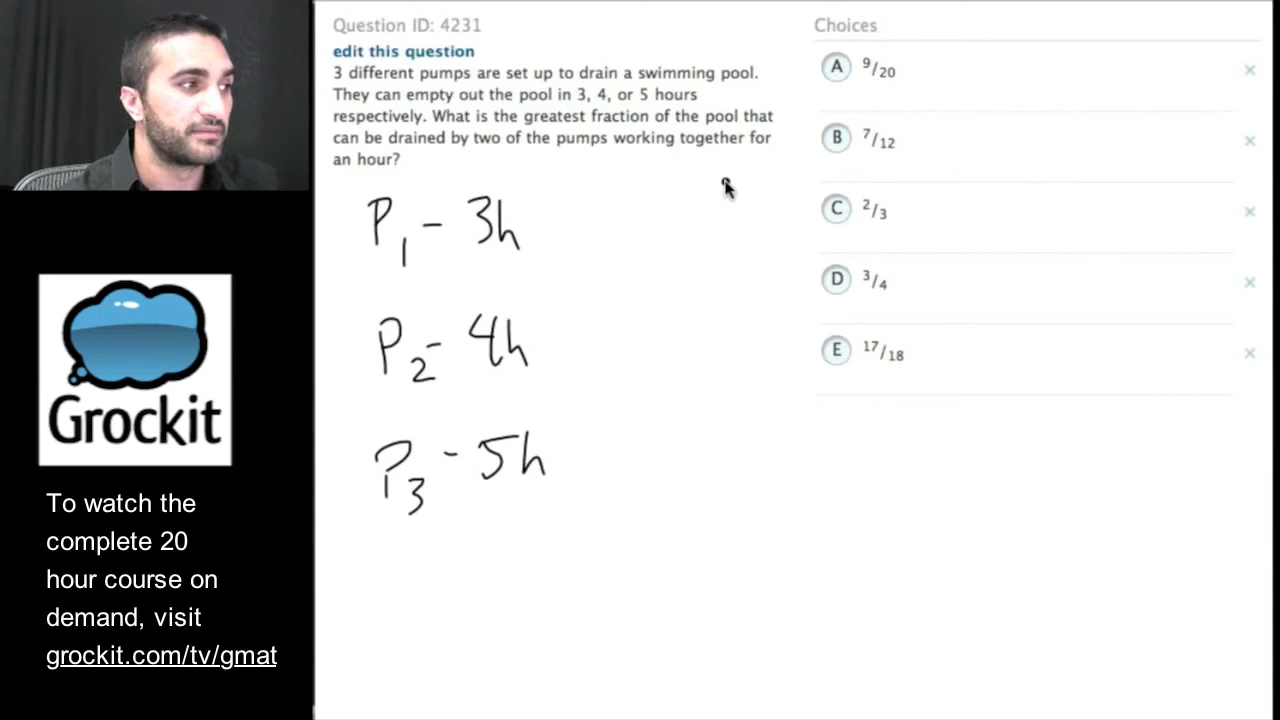 Question ID: 4231
edit this question
3 different pumps are set up to drain a swimming pool.
They can empty out the pool in 3, 4, or 5 hours
respectively. What is the greatest fraction of the pool that
can be drained by two of the pumps working together for
an hour?
P1 - 3h
P2 - 4h
P3 - 5h
Choices
A 9/20 ×
B 7/12 ×
C 2/3 ×
D 3/4 ×
E 17/18 ×
Grockit
To watch the
complete 20
hour course on
demand, visit
grockit.com/tv/gmat